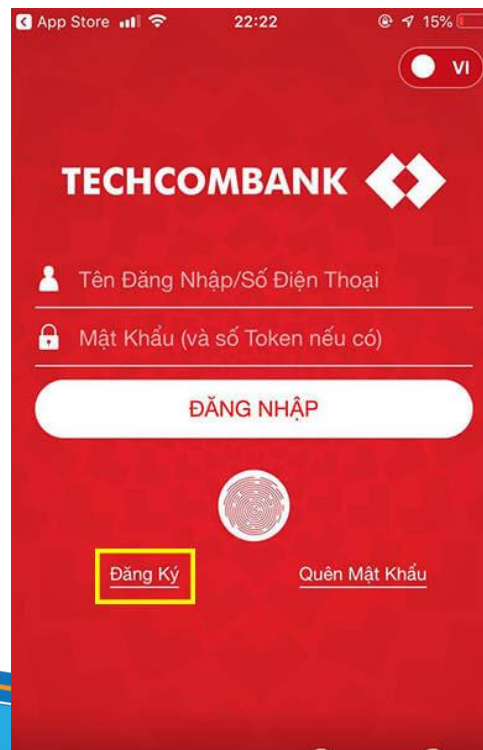 App Store 22:22 15%
VI
TECHCOMBANK
Tên Đăng Nhập/Số Điện Thoại
Mật Khẩu (và số Token nếu có)
ĐĂNG NHẬP
Đăng Ký Quên Mật Khẩu